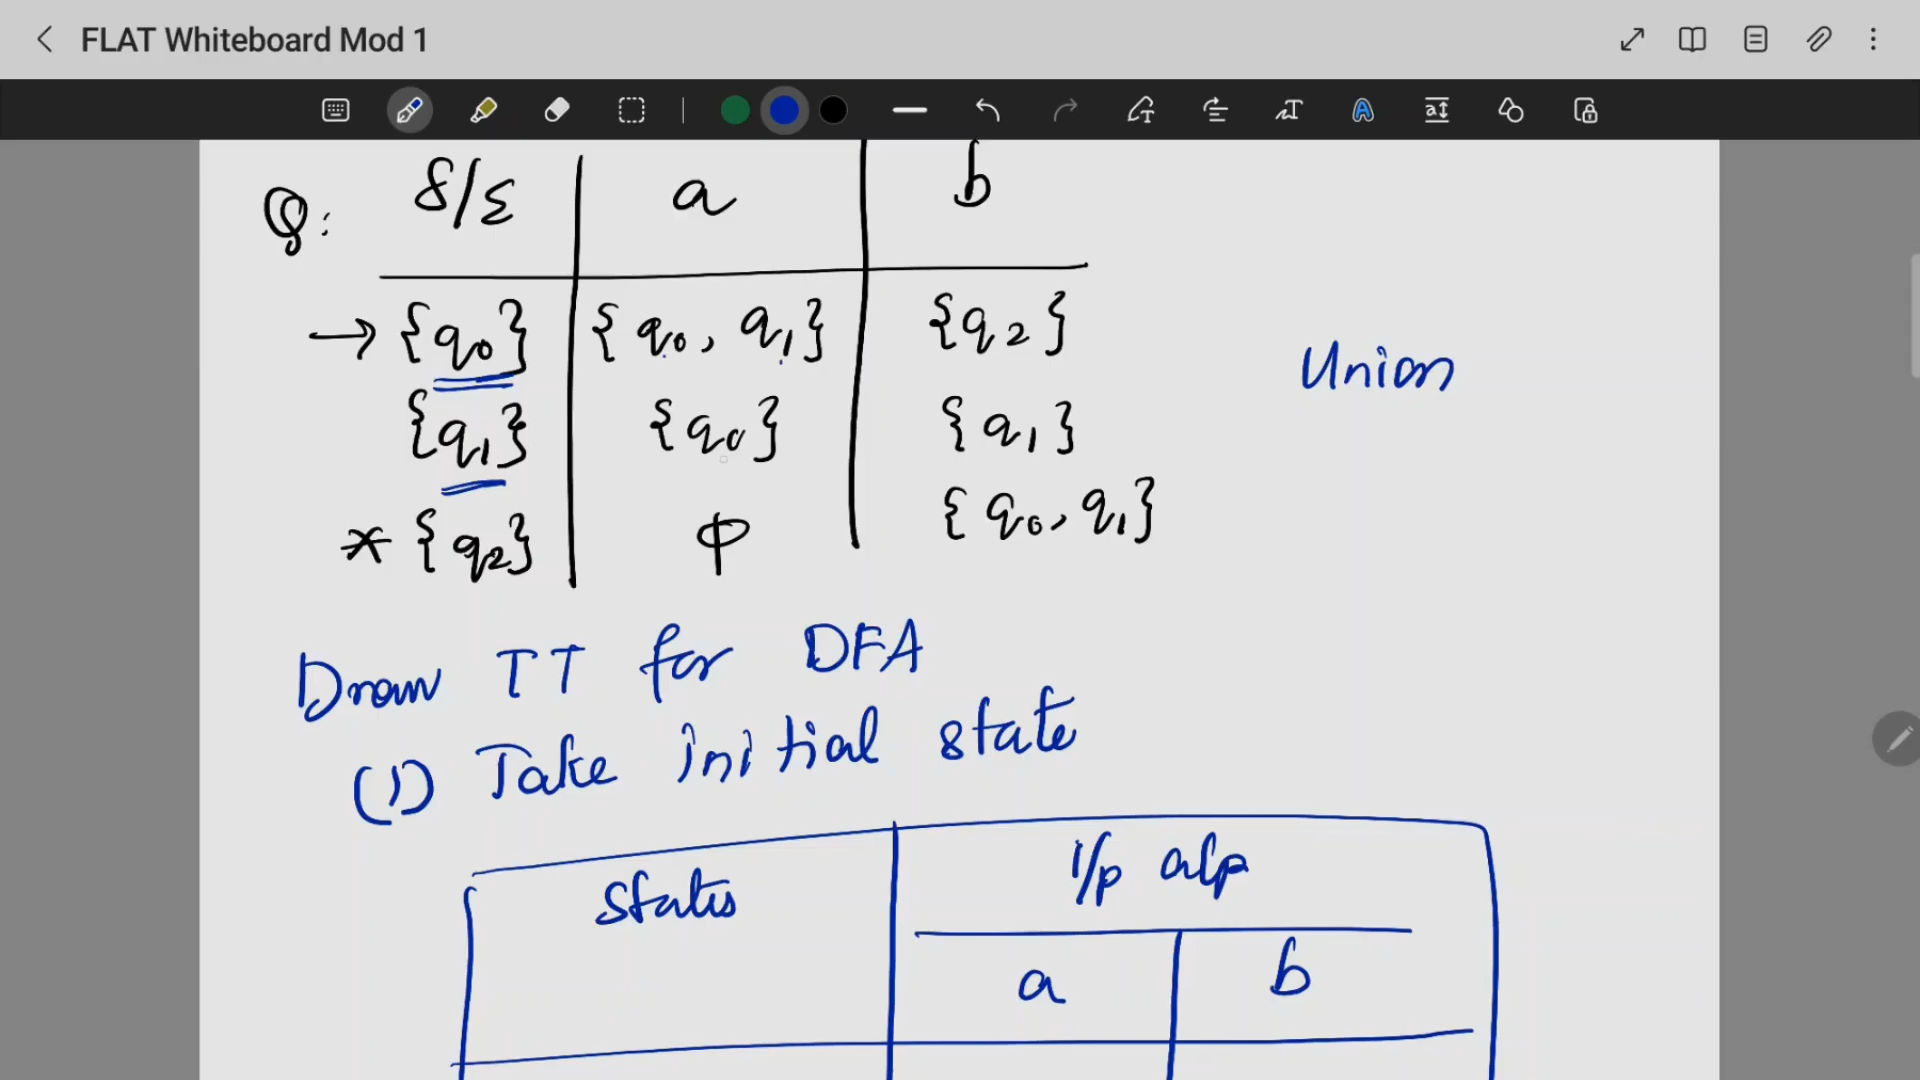 FLAT Whiteboard Mod 1
Q: δ/Σ a b
→ {q0} {q0, q1} {q2}
{q1} {q0} {q1}
* {q2} φ {q0, q1}
Union
Draw TT for DFA
(1) Take initial state
States I/p alp
a b